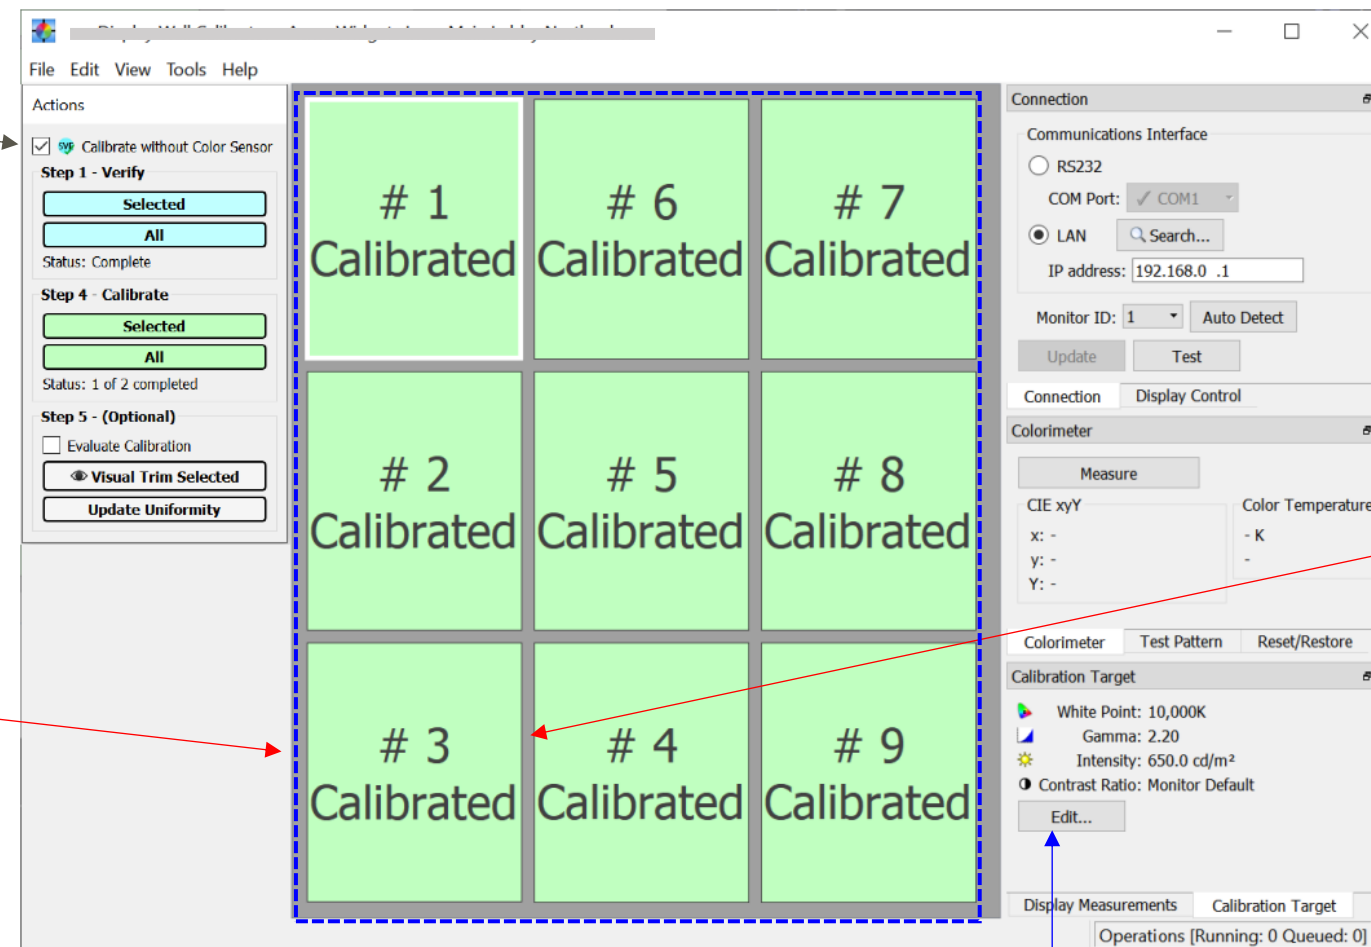 File Edit View Tools Help
Actions
Calibrate without Color Sensor
Step 1 - Verify
Selected
All
Status: Complete
Step 4 - Calibrate
Selected
All
Status: 1 of 2 completed
Step 5 - (Optional)
Evaluate Calibration
Visual Trim Selected
Update Uniformity
# 1
Calibrated
# 6
Calibrated
# 7
Calibrated
# 2
Calibrated
# 5
Calibrated
# 8
Calibrated
# 3
Calibrated
# 4
Calibrated
# 9
Calibrated
Connection
Communications Interface
RS232
COM Port: ✓ COM1
LAN Search...
IP address: 192.168.0 .1
Monitor ID: 1 Auto Detect
Update Test
Connection Display Control
Colorimeter
Measure
CIE xyY Color Temperature
x: - - K
y: - -
Y: -
Colorimeter Test Pattern Reset/Restore
Calibration Target
White Point: 10,000K
Gamma: 2.20
Intensity: 650.0 cd/m²
Contrast Ratio: Monitor Default
Edit...
Display Measurements Calibration Target
Operations [Running: 0 Queued: 0]